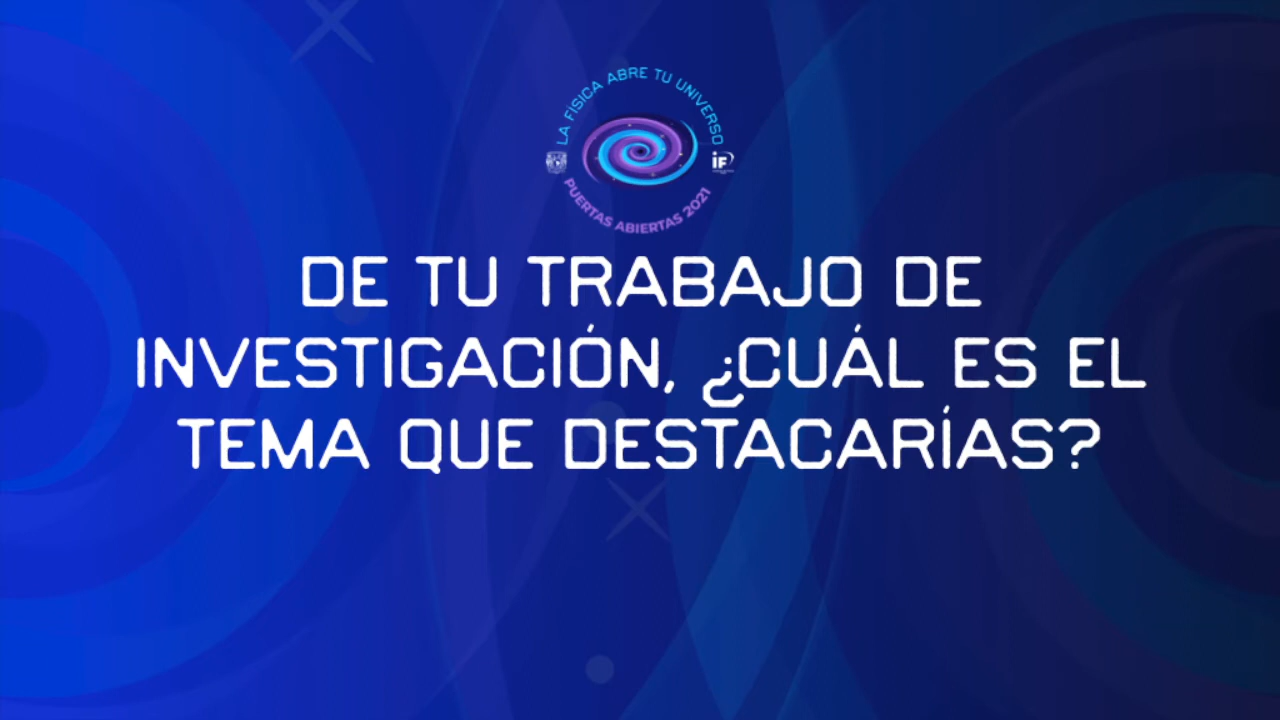 LA FÍSICA ABRE TU UNIVERSO
iF
PUERTAS ABIERTAS 2021
DE TU TRABAJO DE
INVESTIGACIÓN, ¿CUÁL ES EL
TEMA QUE DESTACARÍAS?